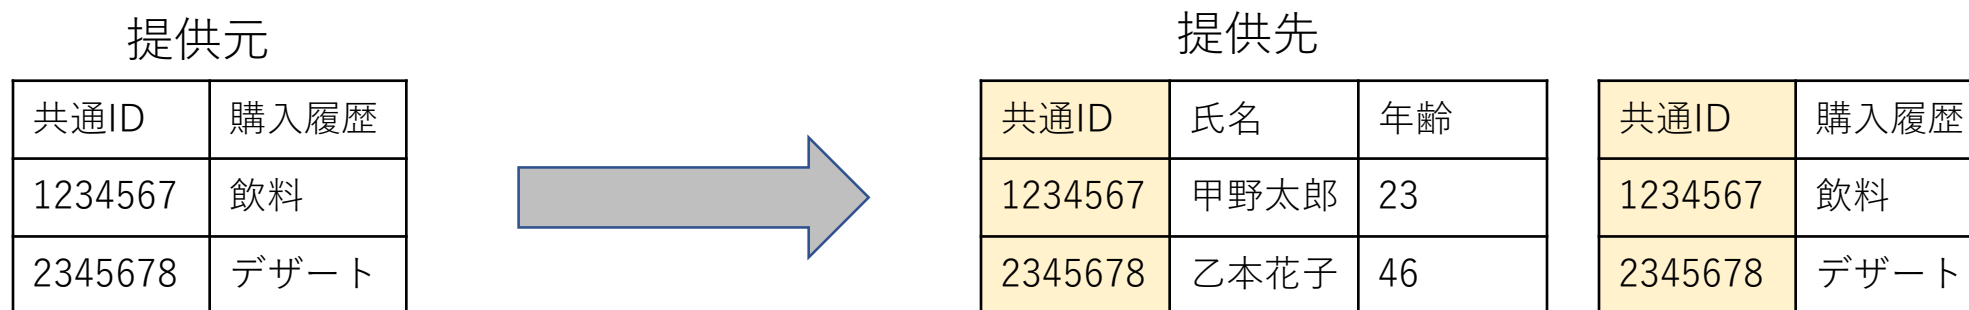 提供元
共通ID 購入履歴
1234567 飲料
2345678 デザート
提供先
共通ID 氏名 年齢
1234567 甲野太郎 23
2345678 乙本花子 46
共通ID 購入履歴
1234567 飲料
2345678 デザート